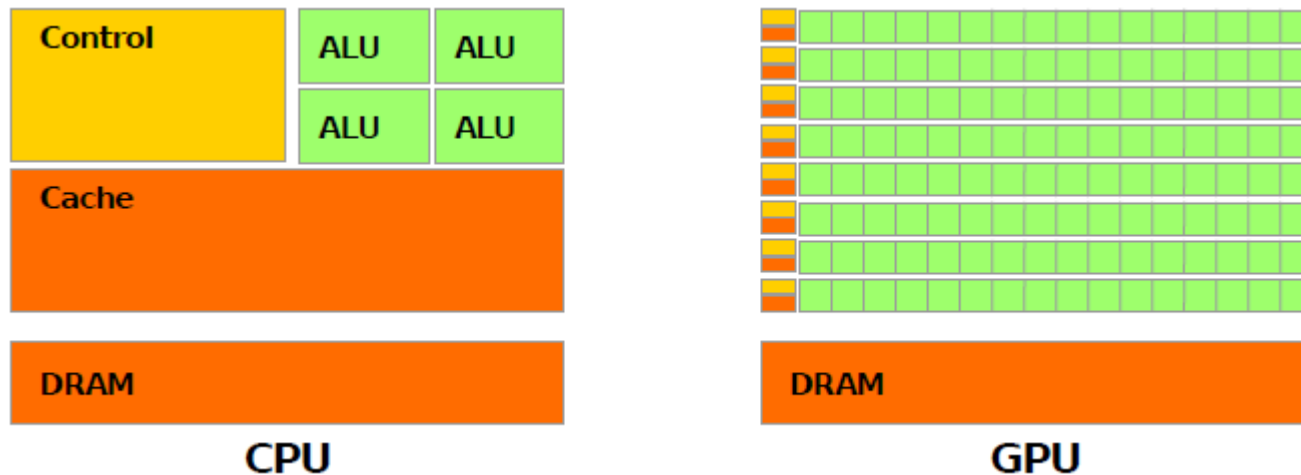 Control
ALU ALU
ALU ALU
Cache
DRAM
CPU
DRAM
GPU